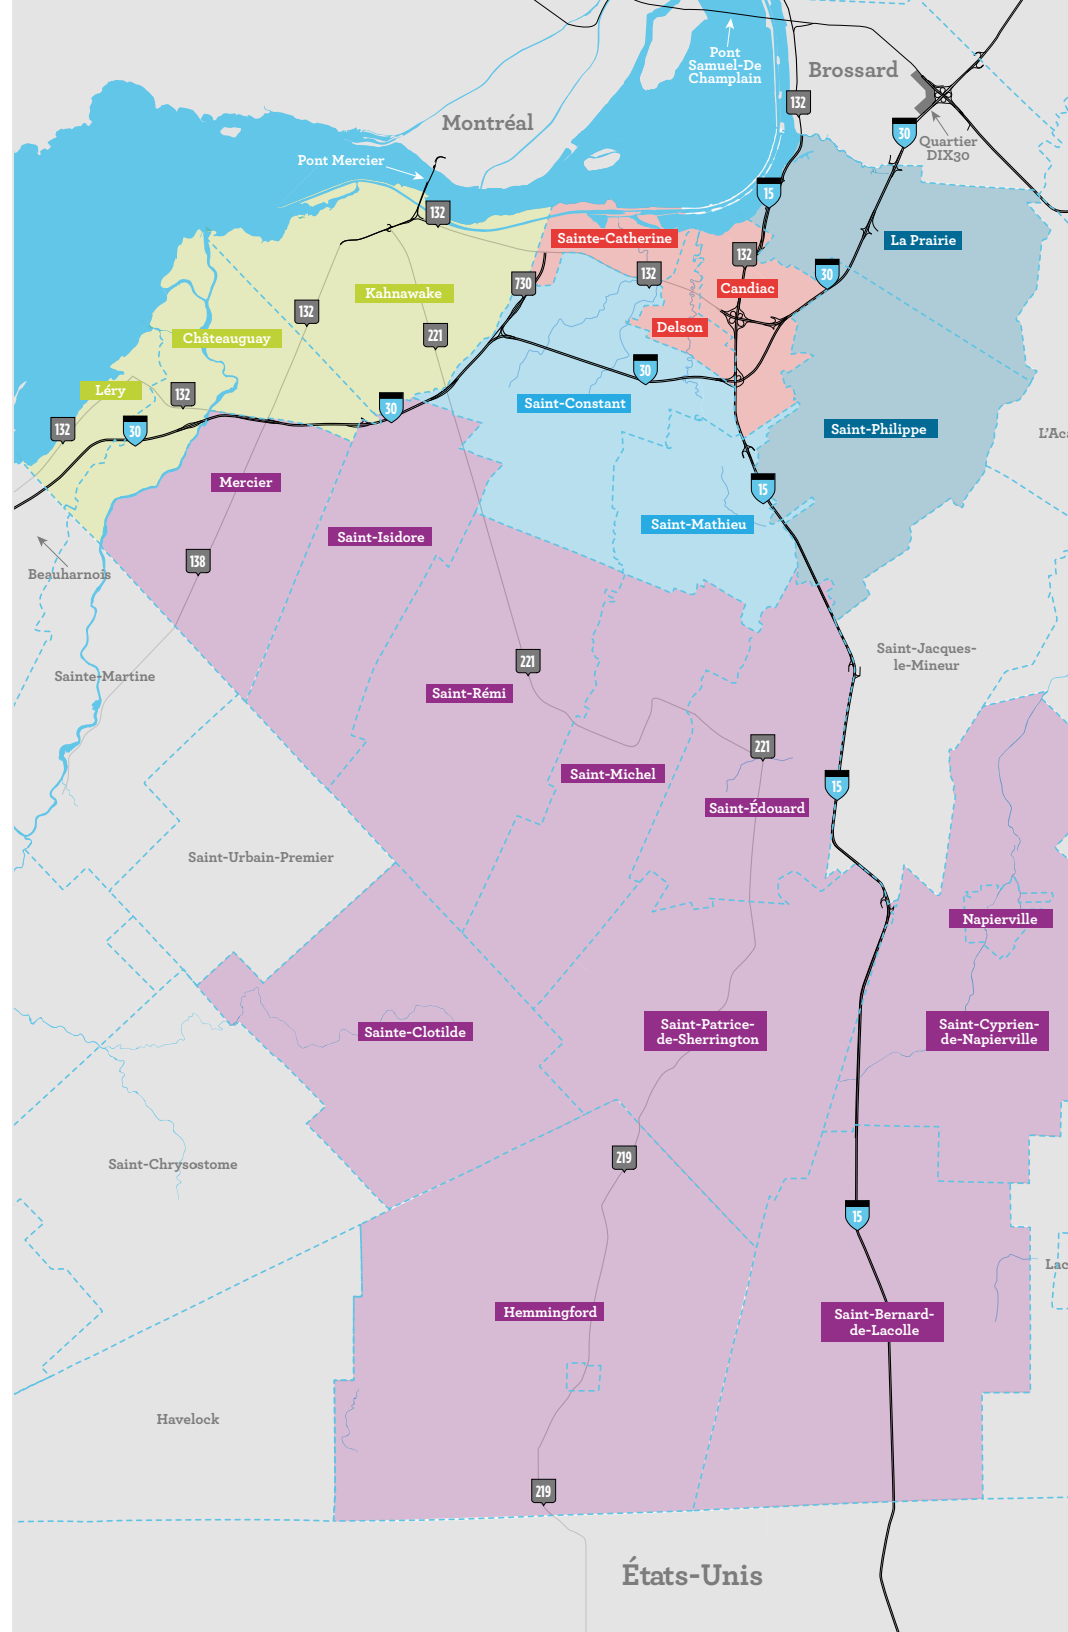 Pont
Samuel-De
Champlain
Brossard
132
Montréal
30
Quartier
DIX30
Pont Mercier
15
132
Sainte-Catherine
La Prairie
132
132
30
730
Candiac
Kahnawake
132
Delson
221
Châteauguay
30
Léry
132
30
Saint-Constant
132
30
Saint-Philippe
L'Aca
Mercier
15
Saint-Mathieu
Saint-Isidore
138
Beauharnois
Saint-Jacques-
le-Mineur
221
Sainte-Martine
Saint-Rémi
221
Saint-Michel
15
Saint-Édouard
Saint-Urbain-Premier
Napierville
Sainte-Clotilde
Saint-Patrice-
de-Sherrington
Saint-Cyprien-
de-Napierville
219
Saint-Chrysostome
15
Lac
Hemmingford
Saint-Bernard-
de-Lacolle
Havelock
219
États-Unis